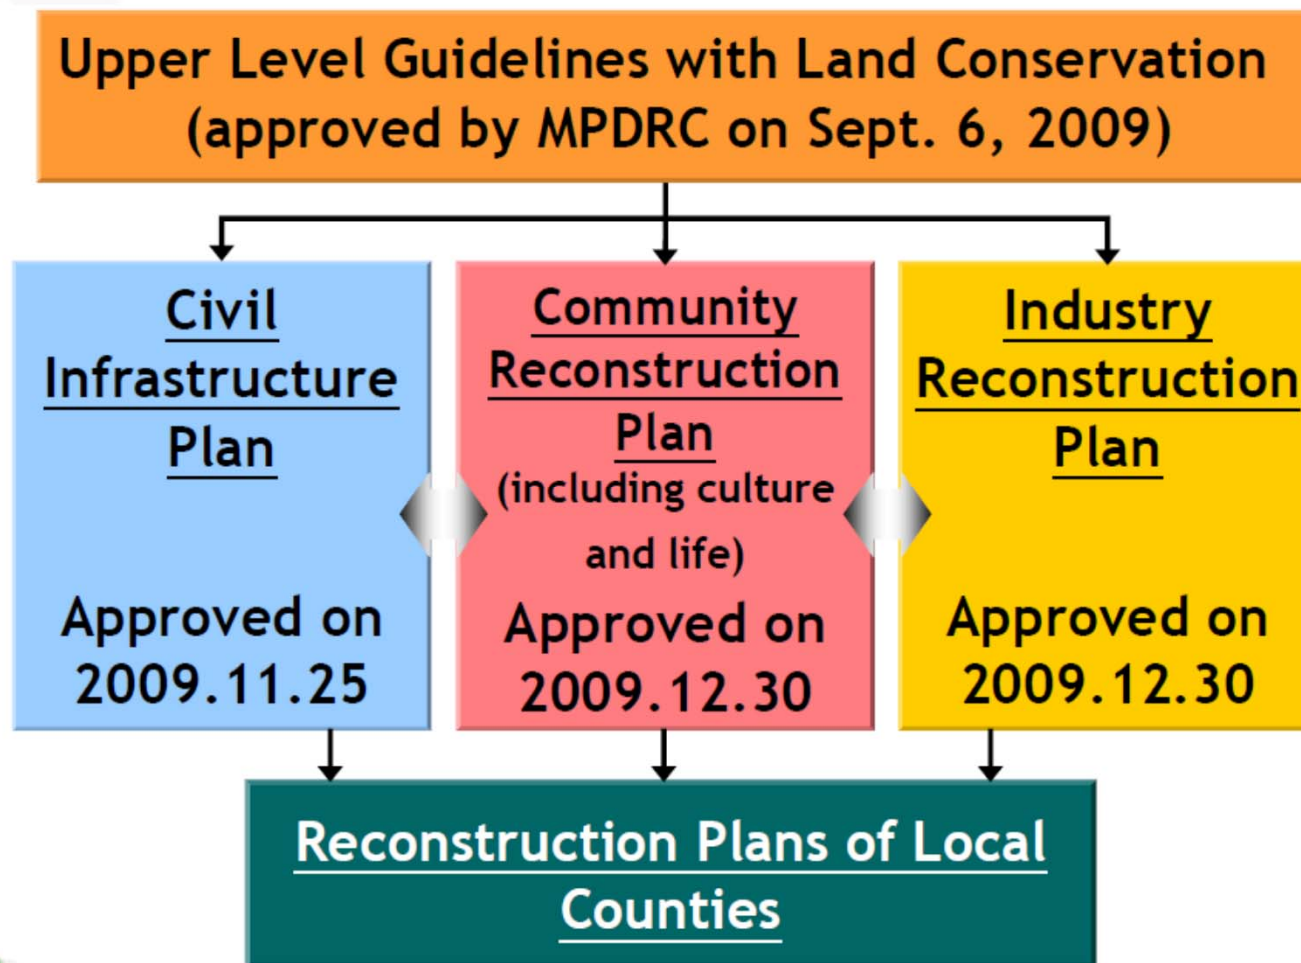 Upper Level Guidelines with Land Conservation
(approved by MPDRC on Sept. 6, 2009)
Civil
Infrastructure
Plan
Approved on
2009.11.25
Community
Reconstruction
Plan
(including culture
and life)
Approved on
2009.12.30
Industry
Reconstruction
Plan
Approved on
2009.12.30
Reconstruction Plans of Local
Counties